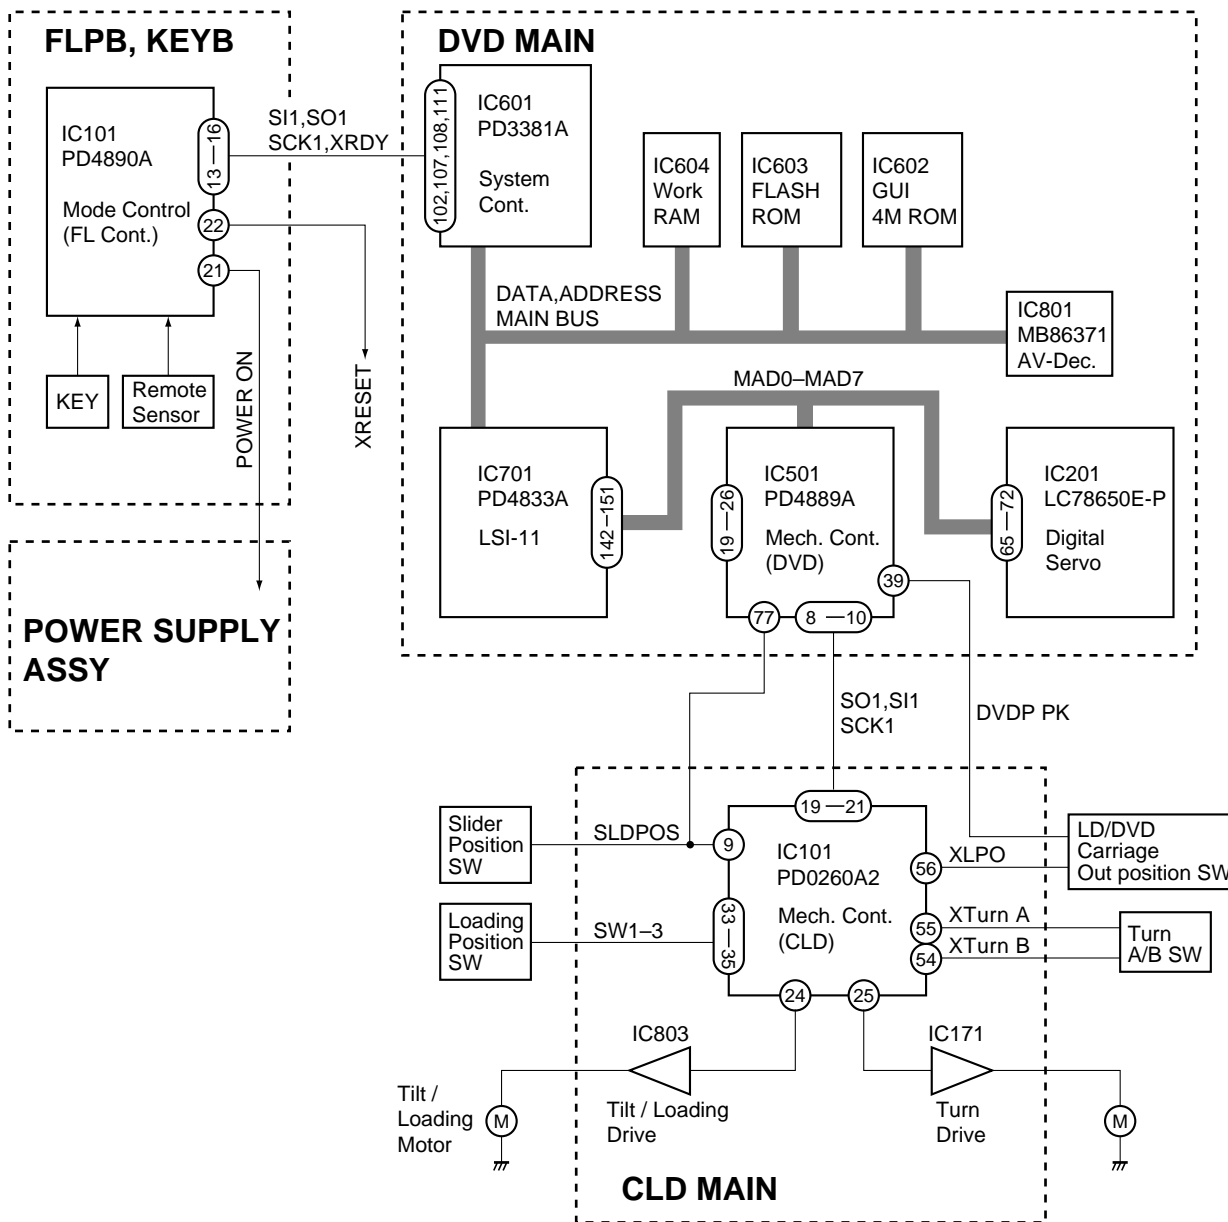 FLPB, KEYB
IC101
PD4890A
Mode Control
(FL Cont.)
13—16
22
21
KEY
Remote
Sensor
POWER ON
XRESET
SI1,SO1
SCK1,XRDY
POWER SUPPLY
ASSY
DVD MAIN
102,107,108,111
IC601
PD3381A
System
Cont.
IC604
Work
RAM
IC603
FLASH
ROM
IC602
GUI
4M ROM
DATA,ADDRESS
MAIN BUS
IC801
MB86371
AV-Dec.
MAD0–MAD7
IC701
PD4833A
LSI-11
142–151
IC501
PD4889A
Mech. Cont.
(DVD)
19–26
39
77
8—10
IC201
LC78650E-P
Digital
Servo
65—72
SO1,SI1
SCK1
DVDP PK
Slider
Position
SW
SLDPOS
9
Loading
Position
SW
SW1–3
33—35
19—21
IC101
PD0260A2
Mech. Cont.
(CLD)
56
XLPO
LD/DVD
Carriage
Out position SW
55
XTurn A
54
XTurn B
Turn
A/B SW
24
25
IC803
Tilt / Loading
Drive
IC171
Turn
Drive
Tilt /
Loading
Motor
M
M
CLD MAIN